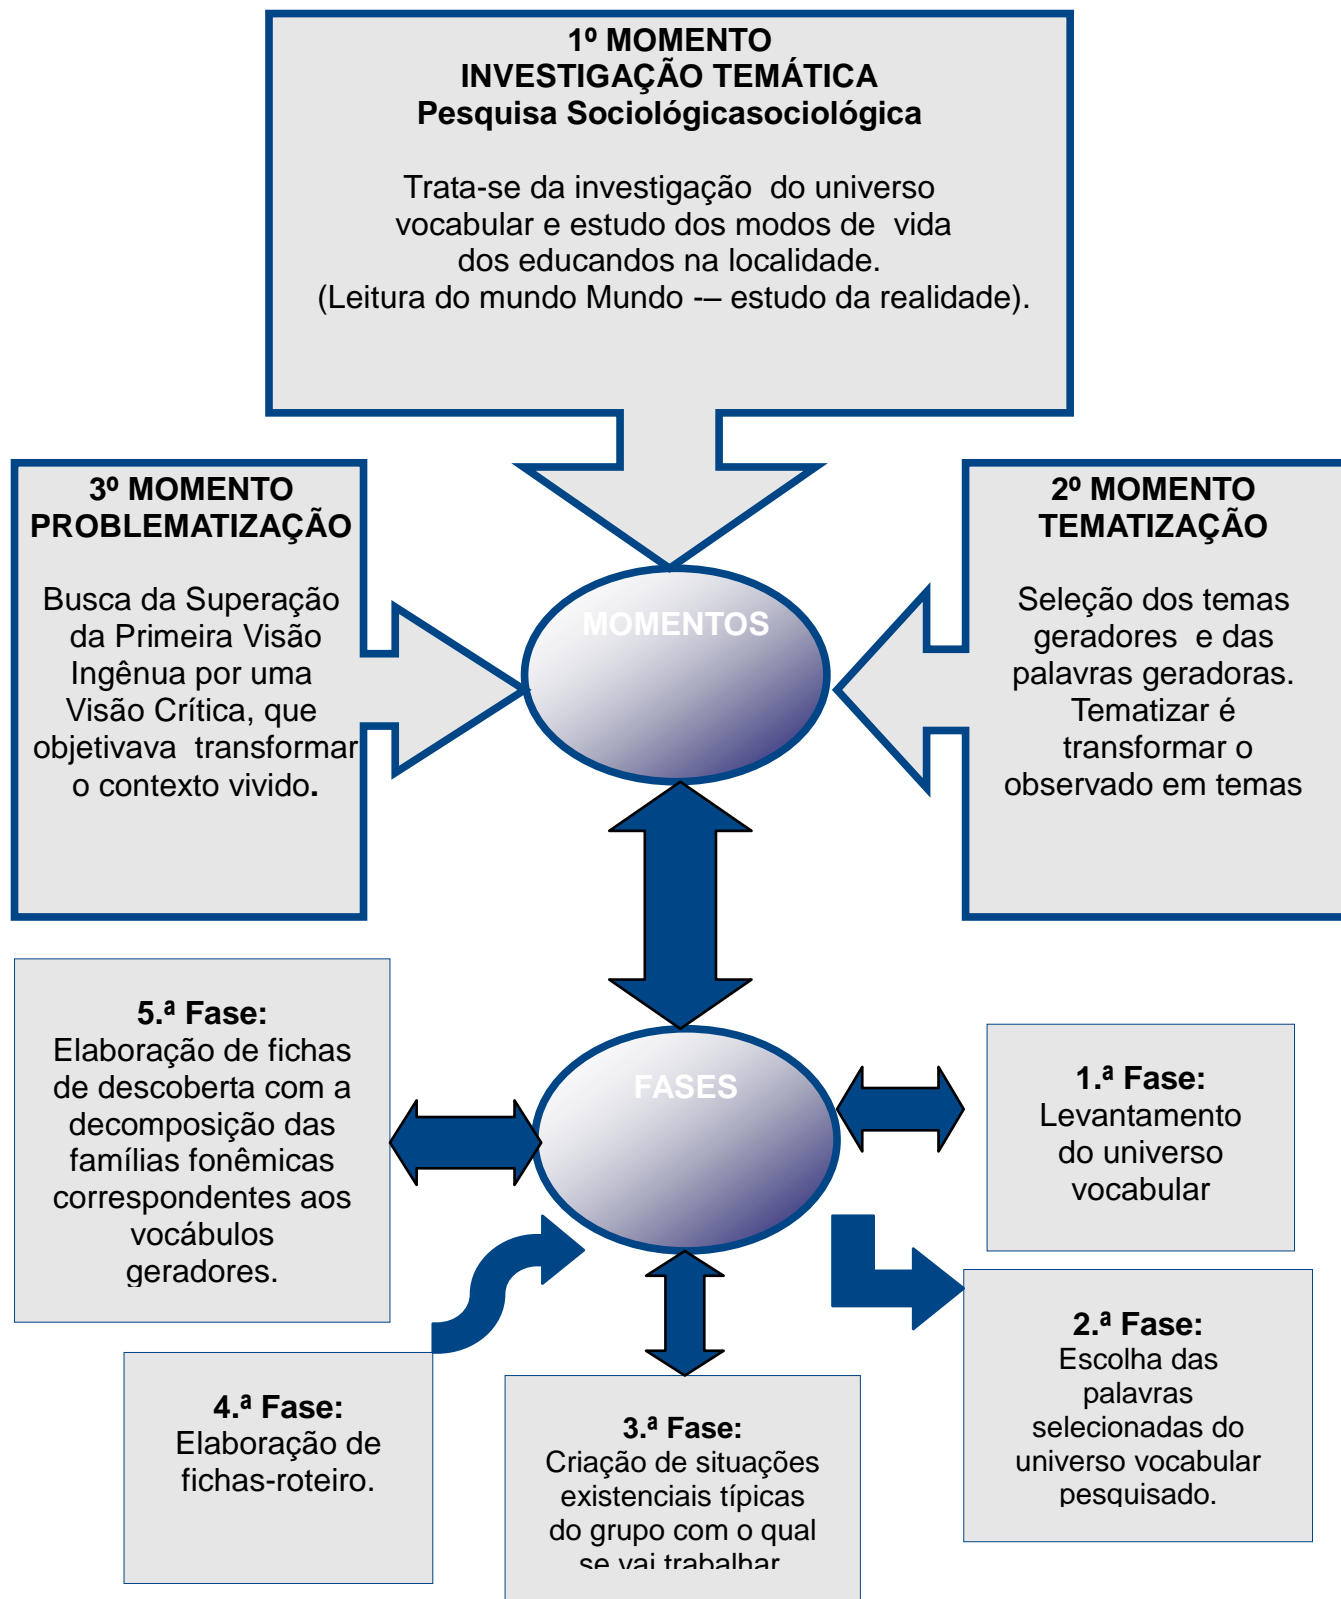 1º MOMENTO
INVESTIGAÇÃO TEMÁTICA
Pesquisa Sociológicasociológica
Trata-se da investigação do universo
vocabular e estudo dos modos de vida
dos educandos na localidade.
(Leitura do mundo Mundo -– estudo da realidade).
3º MOMENTO
PROBLEMATIZAÇÃO
Busca da Superação
da Primeira Visão
Ingênua por uma
Visão Crítica, que
objetivava transformar
o contexto vivido.
2º MOMENTO
TEMATIZAÇÃO
Seleção dos temas
geradores e das
palavras geradoras.
Tematizar é
transformar o
observado em temas
MOMENTOS
FASES
1.ª Fase:
Levantamento
do universo
vocabular
2.ª Fase:
Escolha das
palavras
selecionadas do
universo vocabular
pesquisado.
3.ª Fase:
Criação de situações
existenciais típicas
do grupo com o qual
se vai trabalhar
4.ª Fase:
Elaboração de
fichas-roteiro.
5.ª Fase:
Elaboração de fichas
de descoberta com a
decomposição das
famílias fonêmicas
correspondentes aos
vocábulos
geradores.